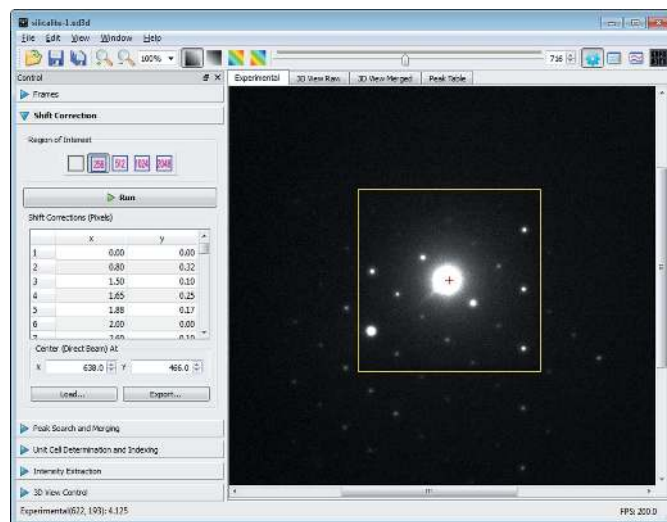 silicalite-1.ed3d
File Edit View Window Help
100% 716
Control
Experimental 3D View Raw 3D View Merged Peak Table
Frames
Shift Correction
Region of Interest
256 512 1024 2048
Run
Shift Corrections (Pixels)
x y
1 0.00 0.00
2 0.80 0.32
3 1.50 0.10
4 1.65 0.25
5 1.88 0.17
6 2.00 0.00
Center (Direct Beam) At
X 638.0 Y 466.0
Load... Export...
Peak Search and Merging
Unit Cell Determination and Indexing
Intensity Extraction
3D View Control
Experimental(622, 193): 4.125 FPS: 200.0